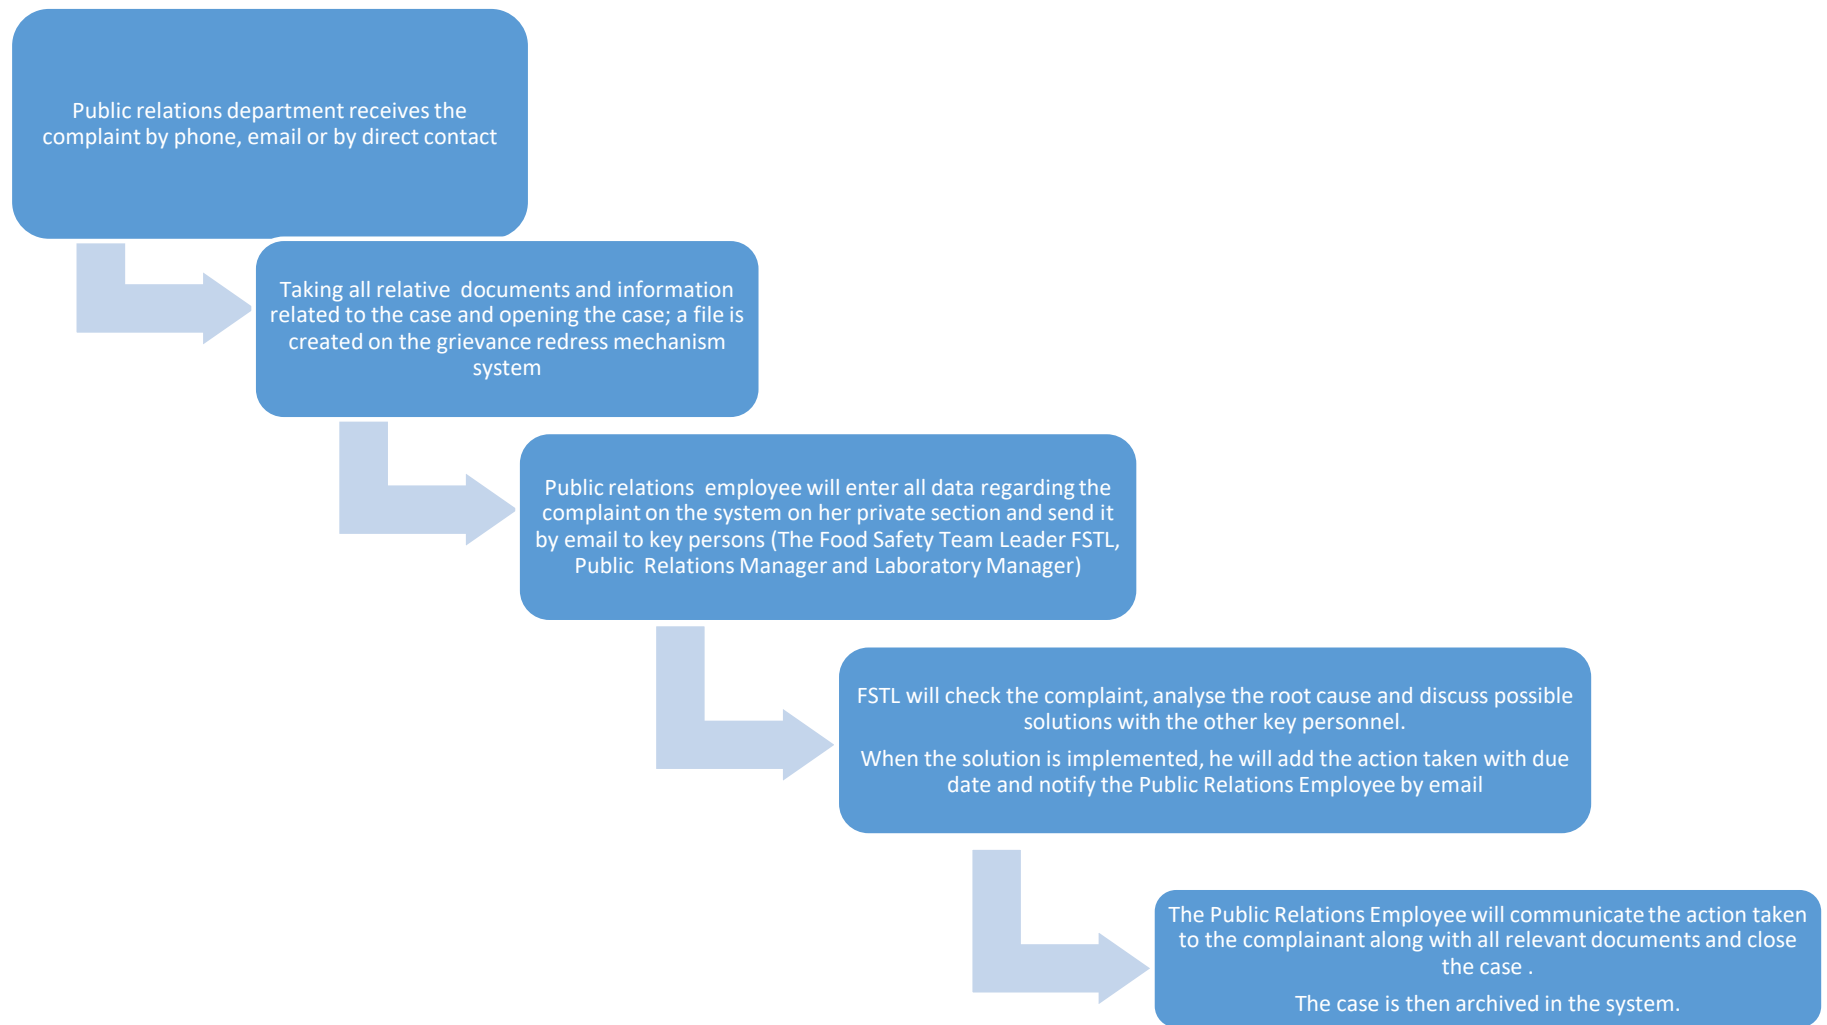 Public relations department receives the
complaint by phone, email or by direct contact
Taking all relative documents and information
related to the case and opening the case; a file is
created on the grievance redress mechanism
system
Public relations employee will enter all data regarding the
complaint on the system on her private section and send it
by email to key persons (The Food Safety Team Leader FSTL,
Public Relations Manager and Laboratory Manager)
FSTL will check the complaint, analyse the root cause and discuss possible
solutions with the other key personnel.
When the solution is implemented, he will add the action taken with due
date and notify the Public Relations Employee by email
The Public Relations Employee will communicate the action taken
to the complainant along with all relevant documents and close
the case .
The case is then archived in the system.